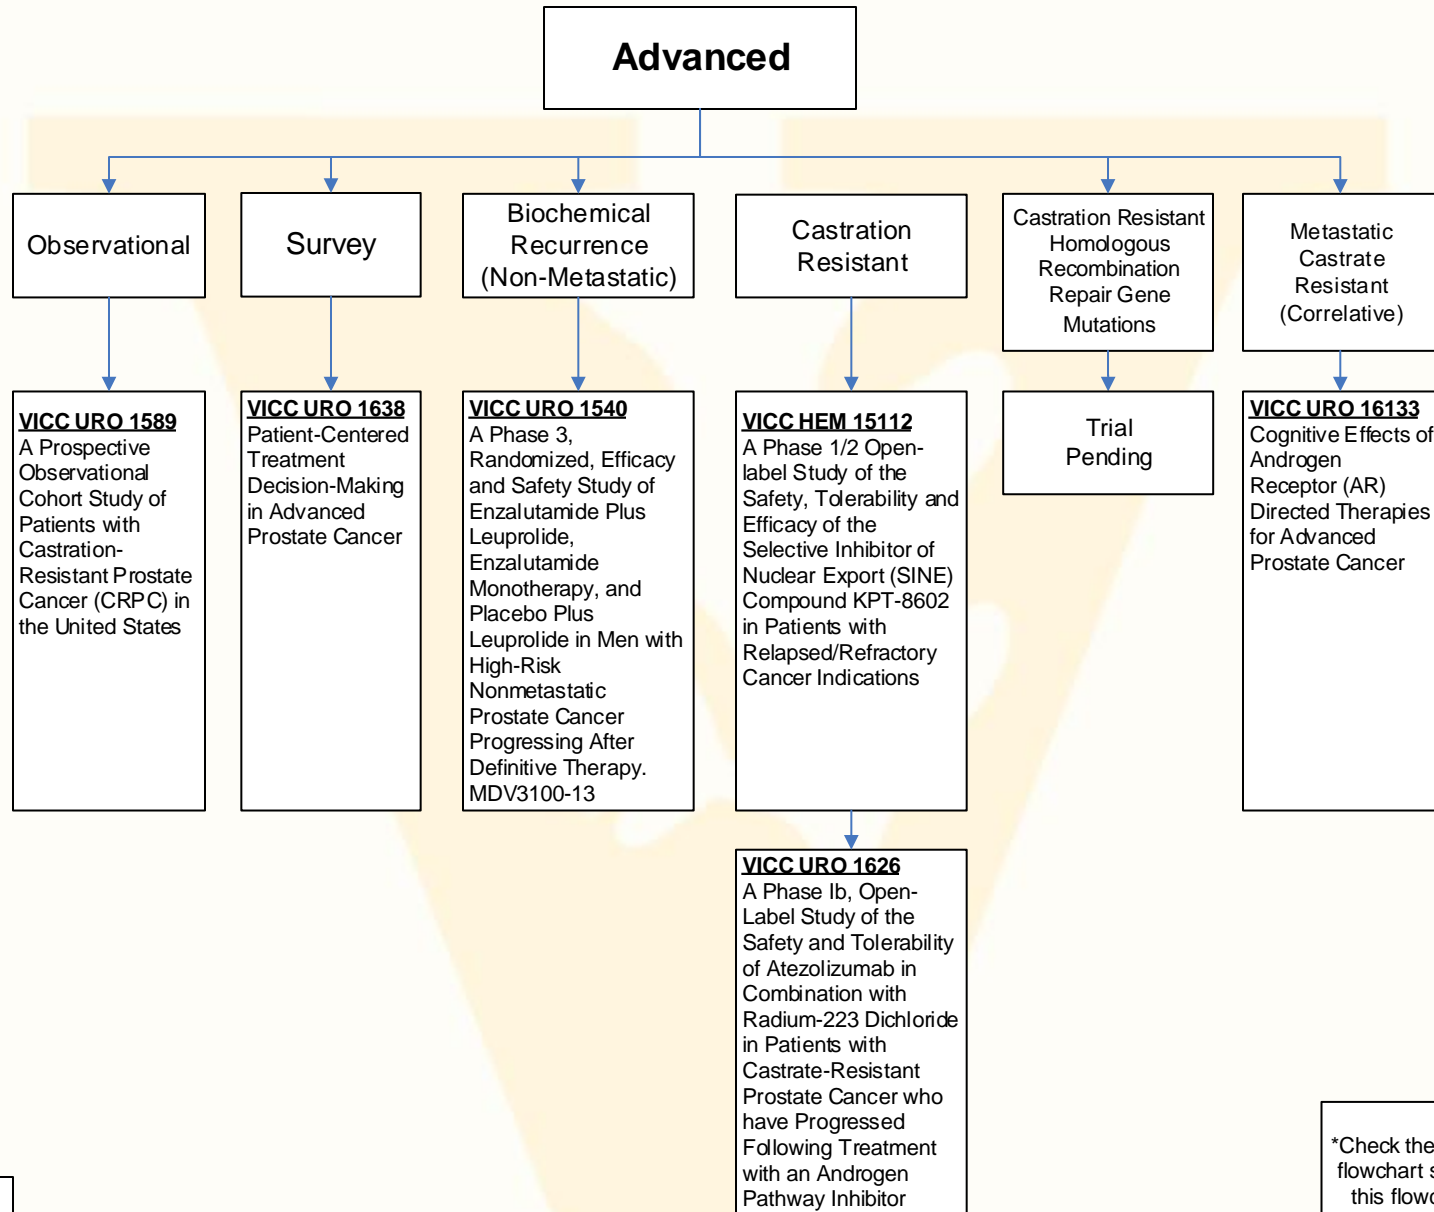 Advanced
Observational
Survey
Biochemical
Recurrence
(Non-Metastatic)
Castration
Resistant
Castration Resistant
Homologous
Recombination
Repair Gene
Mutations
Metastatic
Castrate
Resistant
(Correlative)
VICC URO 1589
A Prospective
Observational
Cohort Study of
Patients with
Castration-
Resistant Prostate
Cancer (CRPC) in
the United States
VICC URO 1638
Patient-Centered
Treatment
Decision-Making
in Advanced
Prostate Cancer
VICC URO 1540
A Phase 3,
Randomized, Efficacy
and Safety Study of
Enzalutamide Plus
Leuprolide,
Enzalutamide
Monotherapy, and
Placebo Plus
Leuprolide in Men with
High-Risk
Nonmetastatic
Prostate Cancer
Progressing After
Definitive Therapy.
MDV3100-13
VICC HEM 15112
A Phase 1/2 Open-
label Study of the
Safety, Tolerability and
Efficacy of the
Selective Inhibitor of
Nuclear Export (SINE)
Compound KPT-8602
in Patients with
Relapsed/Refractory
Cancer Indications
Trial
Pending
VICC URO 16133
Cognitive Effects of
Androgen
Receptor (AR)
Directed Therapies
for Advanced
Prostate Cancer
VICC URO 1626
A Phase Ib, Open-
Label Study of the
Safety and Tolerability
of Atezolizumab in
Combination with
Radium-223 Dichloride
in Patients with
Castrate-Resistant
Prostate Cancer who
have Progressed
Following Treatment
with an Androgen
Pathway Inhibitor
*Check the
flowchart
this